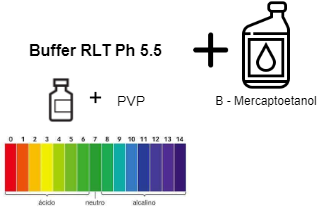 Buffer RLT Ph 5.5
+
B - Mercaptoetanol
+ PVP
0 1 2 3 4 5 6 7 8 9 10 11 12 13 14
ácido neutro alcalino